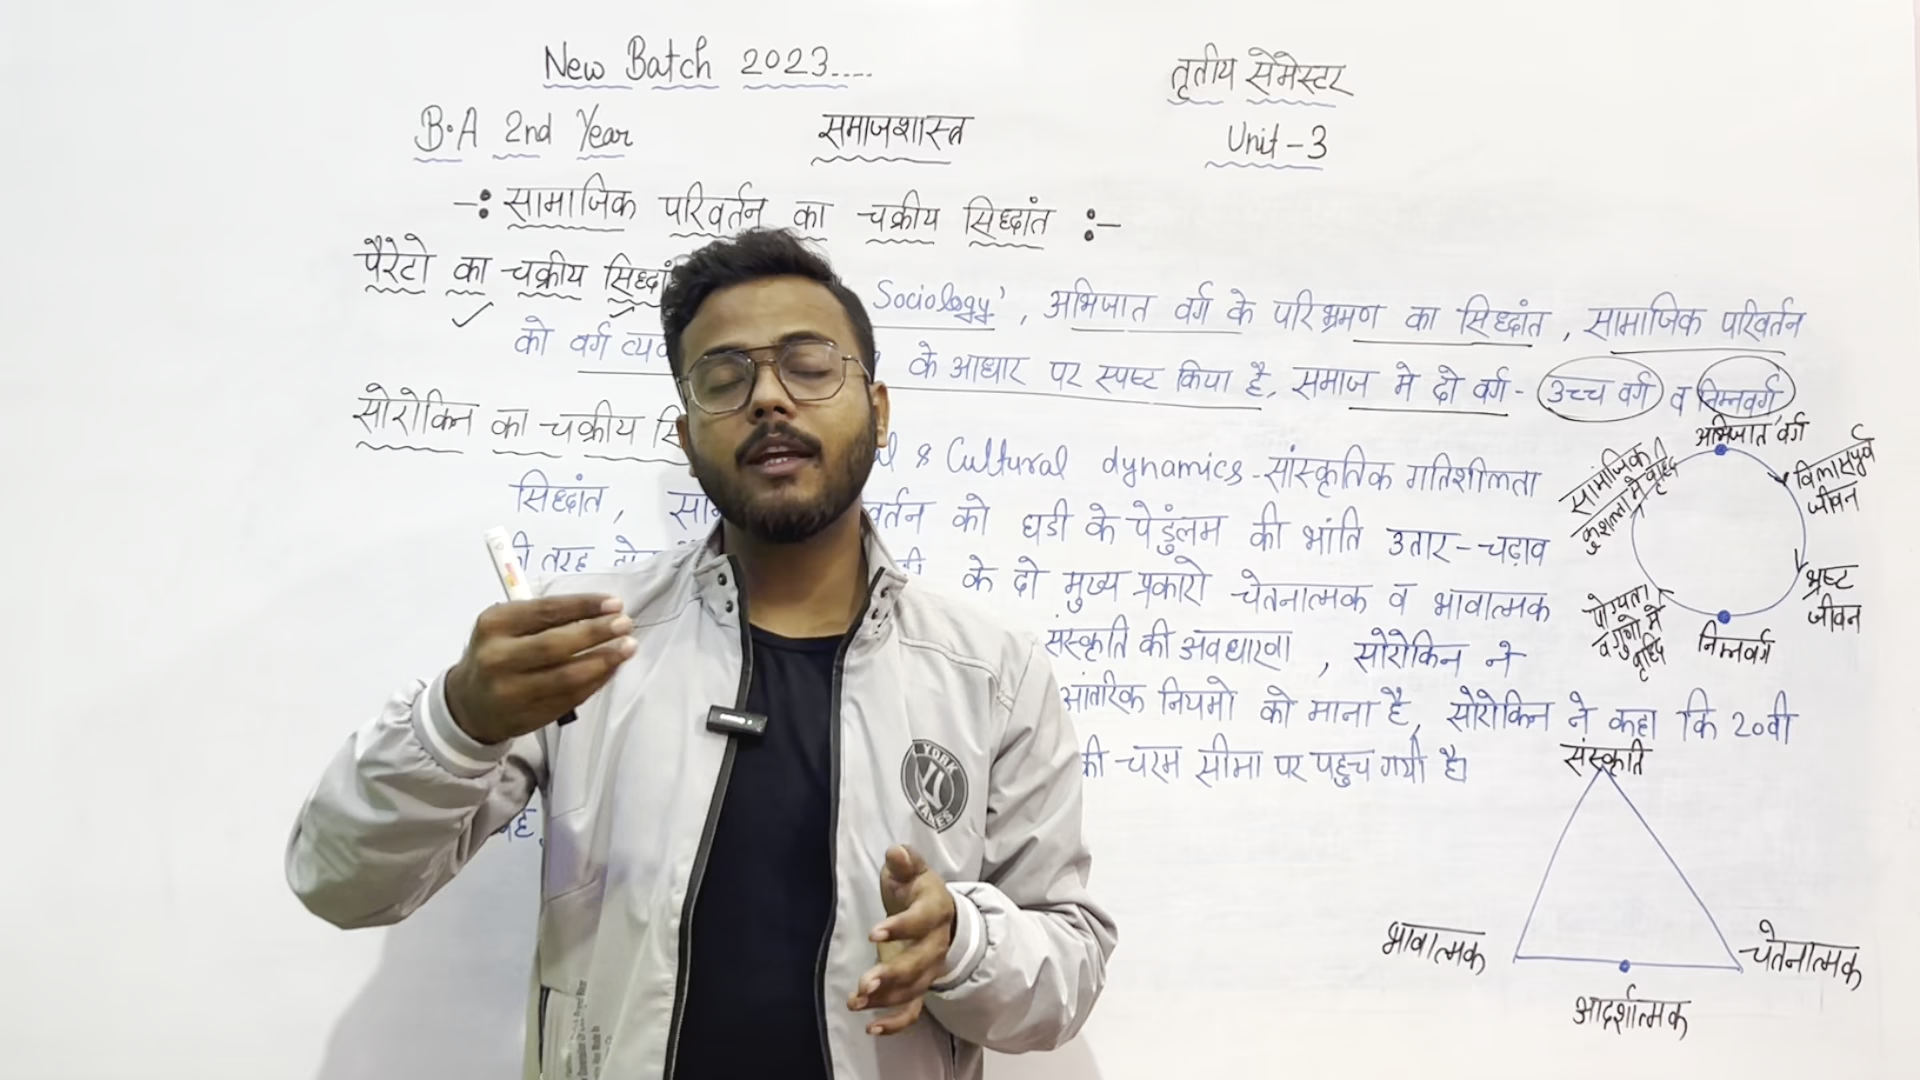 New Batch 2023....
तृतीय सेमेस्टर
B.A 2nd Year
समाजशास्त्र
Unit - 3
-: सामाजिक परिवर्तन का चक्रीय सिध्दांत :-
पैरेटो का चक्रीय
Sociology', अभिजात वर्ग के परिभ्रमण का सिध्दांत, सामाजिक परिवर्तन
को वर्ग
के आधार पर स्पष्ट किया है, समाज मे दो वर्ग - उच्च वर्ग व निम्नवर्ग
सोरोकिन का चक्रीय
& Cultural dynamics - सांस्कृतिक गतिशीलता
सिध्दांत,
को घडी के पेडुंलम की भांति उतार-चढ़ाव
की तरह
के दो मुख्य प्रकारो चेतनात्मक व भावात्मक
संस्कृति की अवधारणा, सोरोकिन ने
आंतरिक नियमो को माना है, सोरोकिन ने कहा कि 20वी
की चरम सीमा पर पहुच गयी है।
अभिजात वर्ग
विलासपूर्व जीवन
भ्रष्ट
जीवन
निम्नवर्ग
योग्यता
व गुणो मे
वृध्दि
सामाजिक
कुशलता मे वृध्दि
संस्कृति
भावात्मक
चेतनात्मक
आदर्शात्मक
YORK